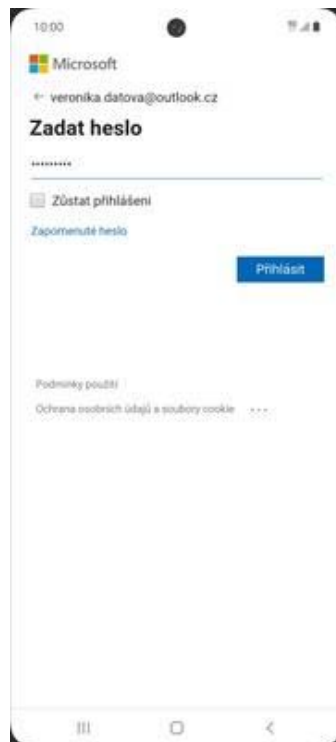 10:00
Microsoft
← veronika.datova@outlook.cz
Zadat heslo
•••••••••
Zůstat přihlášeni
Zapomenuté heslo
Přihlásit
Podmínky použití
Ochrana osobních údajů a soubory cookie ...